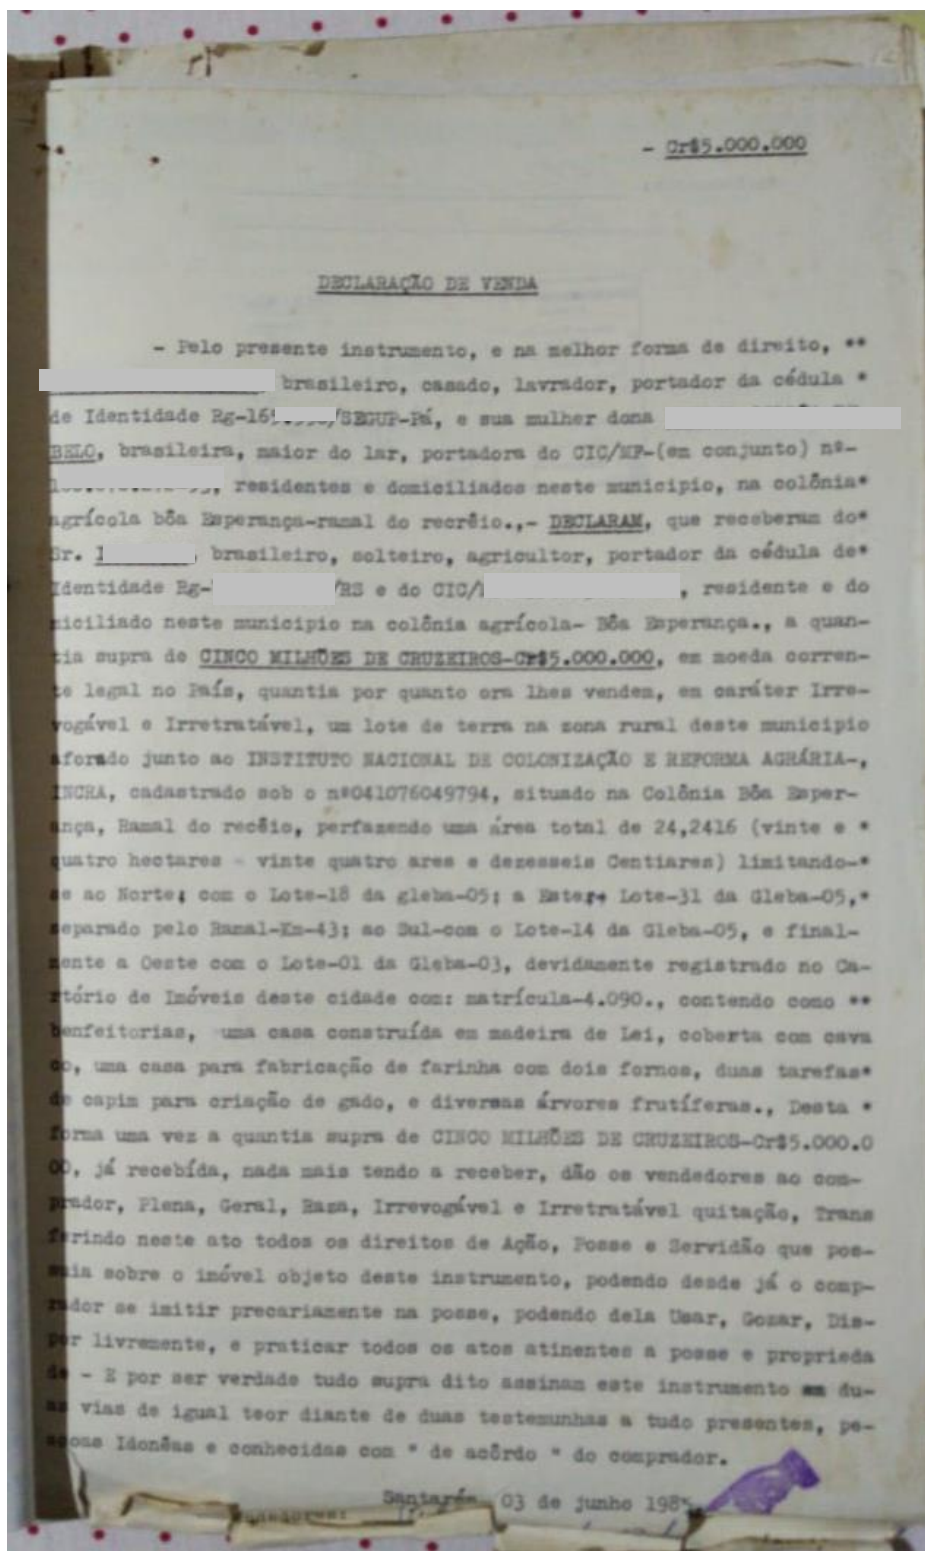 - Cr$5.000.000
DECLARAÇÃO DE VENDA
- Pelo presente instrumento, e na melhor forma de direito, **
brasileiro, casado, lavrador, portador da cédula *
de Identidade Rg-169 /SEGUP-Pá, e sua mulher dona
BELO, brasileira, maior do lar, portadora do CIC/MF-(em conjunto) nº-
, residentes e domiciliados neste municipio, na colônia*
agrícola bôa Esperança-ramal do recrêio.,- DECLARAM, que receberam do*
Sr. , brasileiro, solteiro, agricultor, portador da cédula de*
Identidade Rg- /RS e do CIC/ , residente e do
miciliado neste municipio na colônia agrícola- Bôa Esperança., a quan-
tia supra de CINCO MILHÕES DE CRUZEIROS-Cr$5.000.000, em moeda corren-
te legal no País, quantia por quanto ora lhes vendem, em caráter Irre-
vogável e Irretratável, um lote de terra na zona rural deste municipio
aforado junto ao INSTITUTO NACIONAL DE COLONIZAÇÃO E REFORMA AGRÁRIA-,
INCRA, cadastrado sob o nº041076049794, situado na Colônia Bôa Esper-
ança, Ramal do recêio, perfazendo uma área total de 24,2416 (vinte e *
quatro hectares - vinte quatro ares e dezesseis Centiares) limitando-*
se ao Norte; com o Lote-18 da gleba-05; a Ester, Lote-31 da Gleba-05,*
separado pelo Ramal-Km-43; ao Sul-com o Lote-14 da Gleba-05, e final-
mente a Oeste com o Lote-01 da Gleba-03, devidamente registrado no Ca-
rtório de Imóveis deste cidade com: matrícula-4.090., contendo como **
benfeitorias, uma casa construída em madeira de Lei, coberta com cava
co, uma casa para fabricação de farinha com dois fornos, duas tarefas*
de capim para criação de gado, e diversas árvores frutíferas., Desta *
forma uma vez a quantia supra de CINCO MILHÕES DE CRUZEIROS-Cr$5.000.0
00, já recebída, nada mais tendo a receber, dão os vendedores ao com-
prador, Plena, Geral, Raza, Irrevogável e Irretratável quitação, Trans
ferindo neste ato todos os direitos de Ação, Posse e Servidão que pos-
suia sobre o imóvel objeto deste instrumento, podendo desde já o comp-
rador se imitir precariamente na posse, podendo dela Usar, Gozar, Dis-
por livremente, e praticar todos os atos atinentes a posse e proprieda
de - E por ser verdade tudo supra dito assinam este instrumento em du-
as vias de igual teor diante de duas testemunhas a tudo presentes, pe-
ssoas Idonêas e conhecidas com " de acôrdo " do comprador.
Santarém, 03 de junho 1985